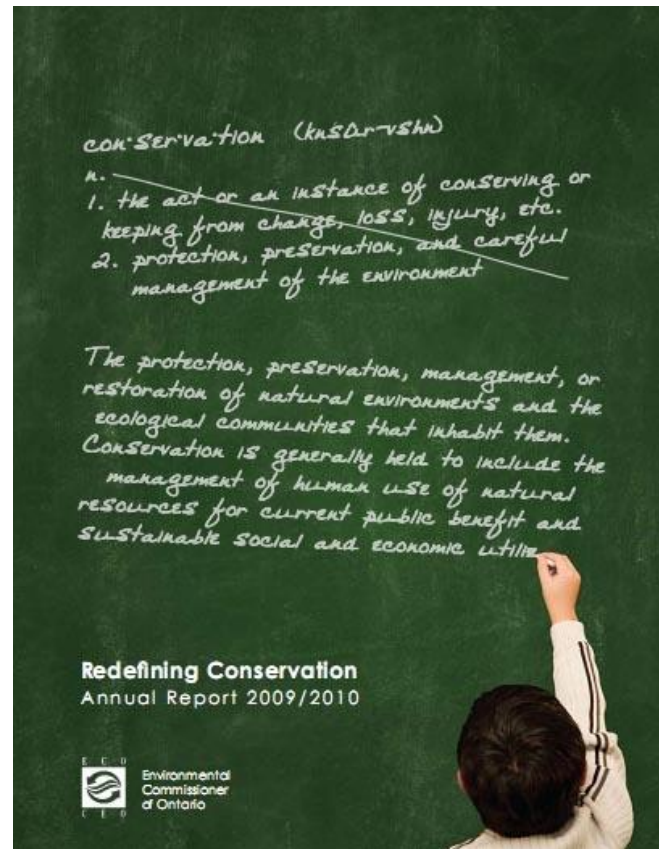 con·ser·va·tion (knsûr-vshn)
n.
1. the act or an instance of conserving or
keeping from change, loss, injury, etc.
2. protection, preservation, and careful
management of the environment
The protection, preservation, management, or
restoration of natural environments and the
ecological communities that inhabit them.
Conservation is generally held to include the
management of human use of natural
resources for current public benefit and
sustainable social and economic utiliz
Redefining Conservation
Annual Report 2009/2010
E C O
Environmental
Commissioner
of Ontario
C E O